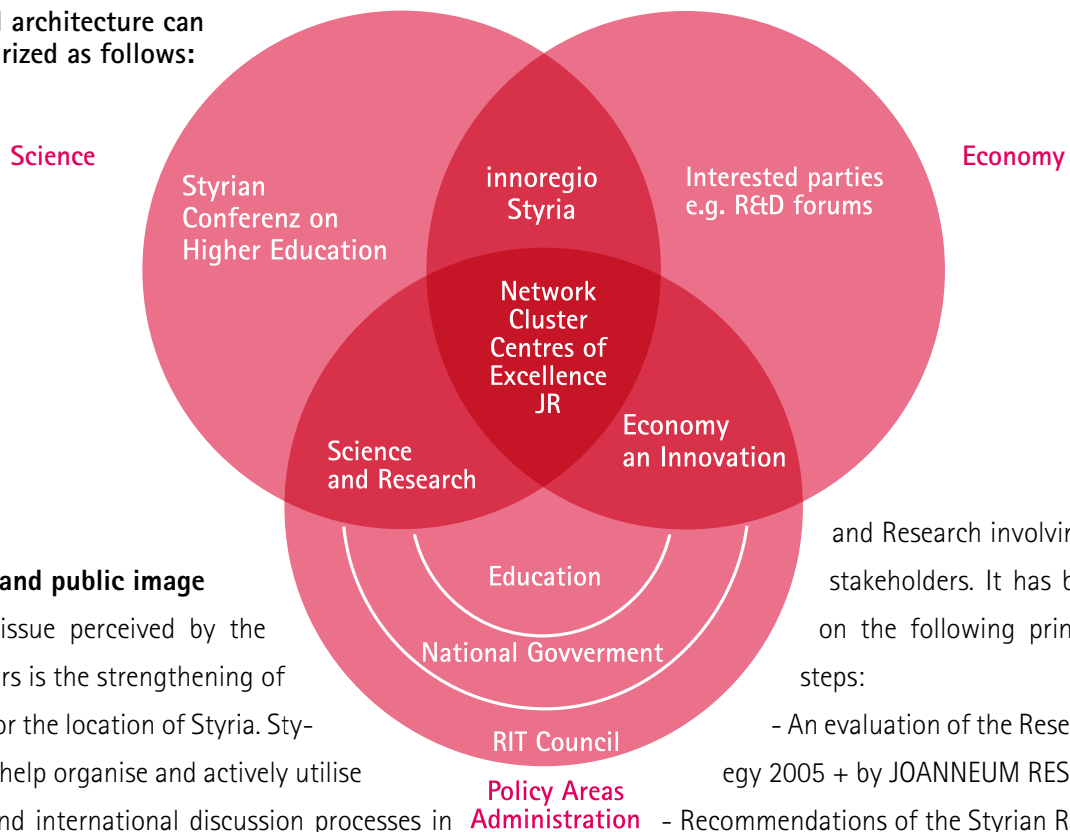 l architecture can
rized as follows:
Science
Economy
Styrian
Conferenz on
Higher Education
innoregio
Styria
Interested parties
e.g. R&D forums
Network
Cluster
Centres of
Excellence
JR
Science
and Research
Economy
an Innovation
Education
National Govverment
RIT Council
Policy Areas
Administration
and public image
issue perceived by the
rs is the strengthening of
or the location of Styria. Sty-
help organise and actively utilise
nd international discussion processes in
and Research involvin
stakeholders. It has b
on the following prin
steps:
- An evaluation of the Rese
egy 2005 + by JOANNEUM RES
- Recommendations of the Styrian R